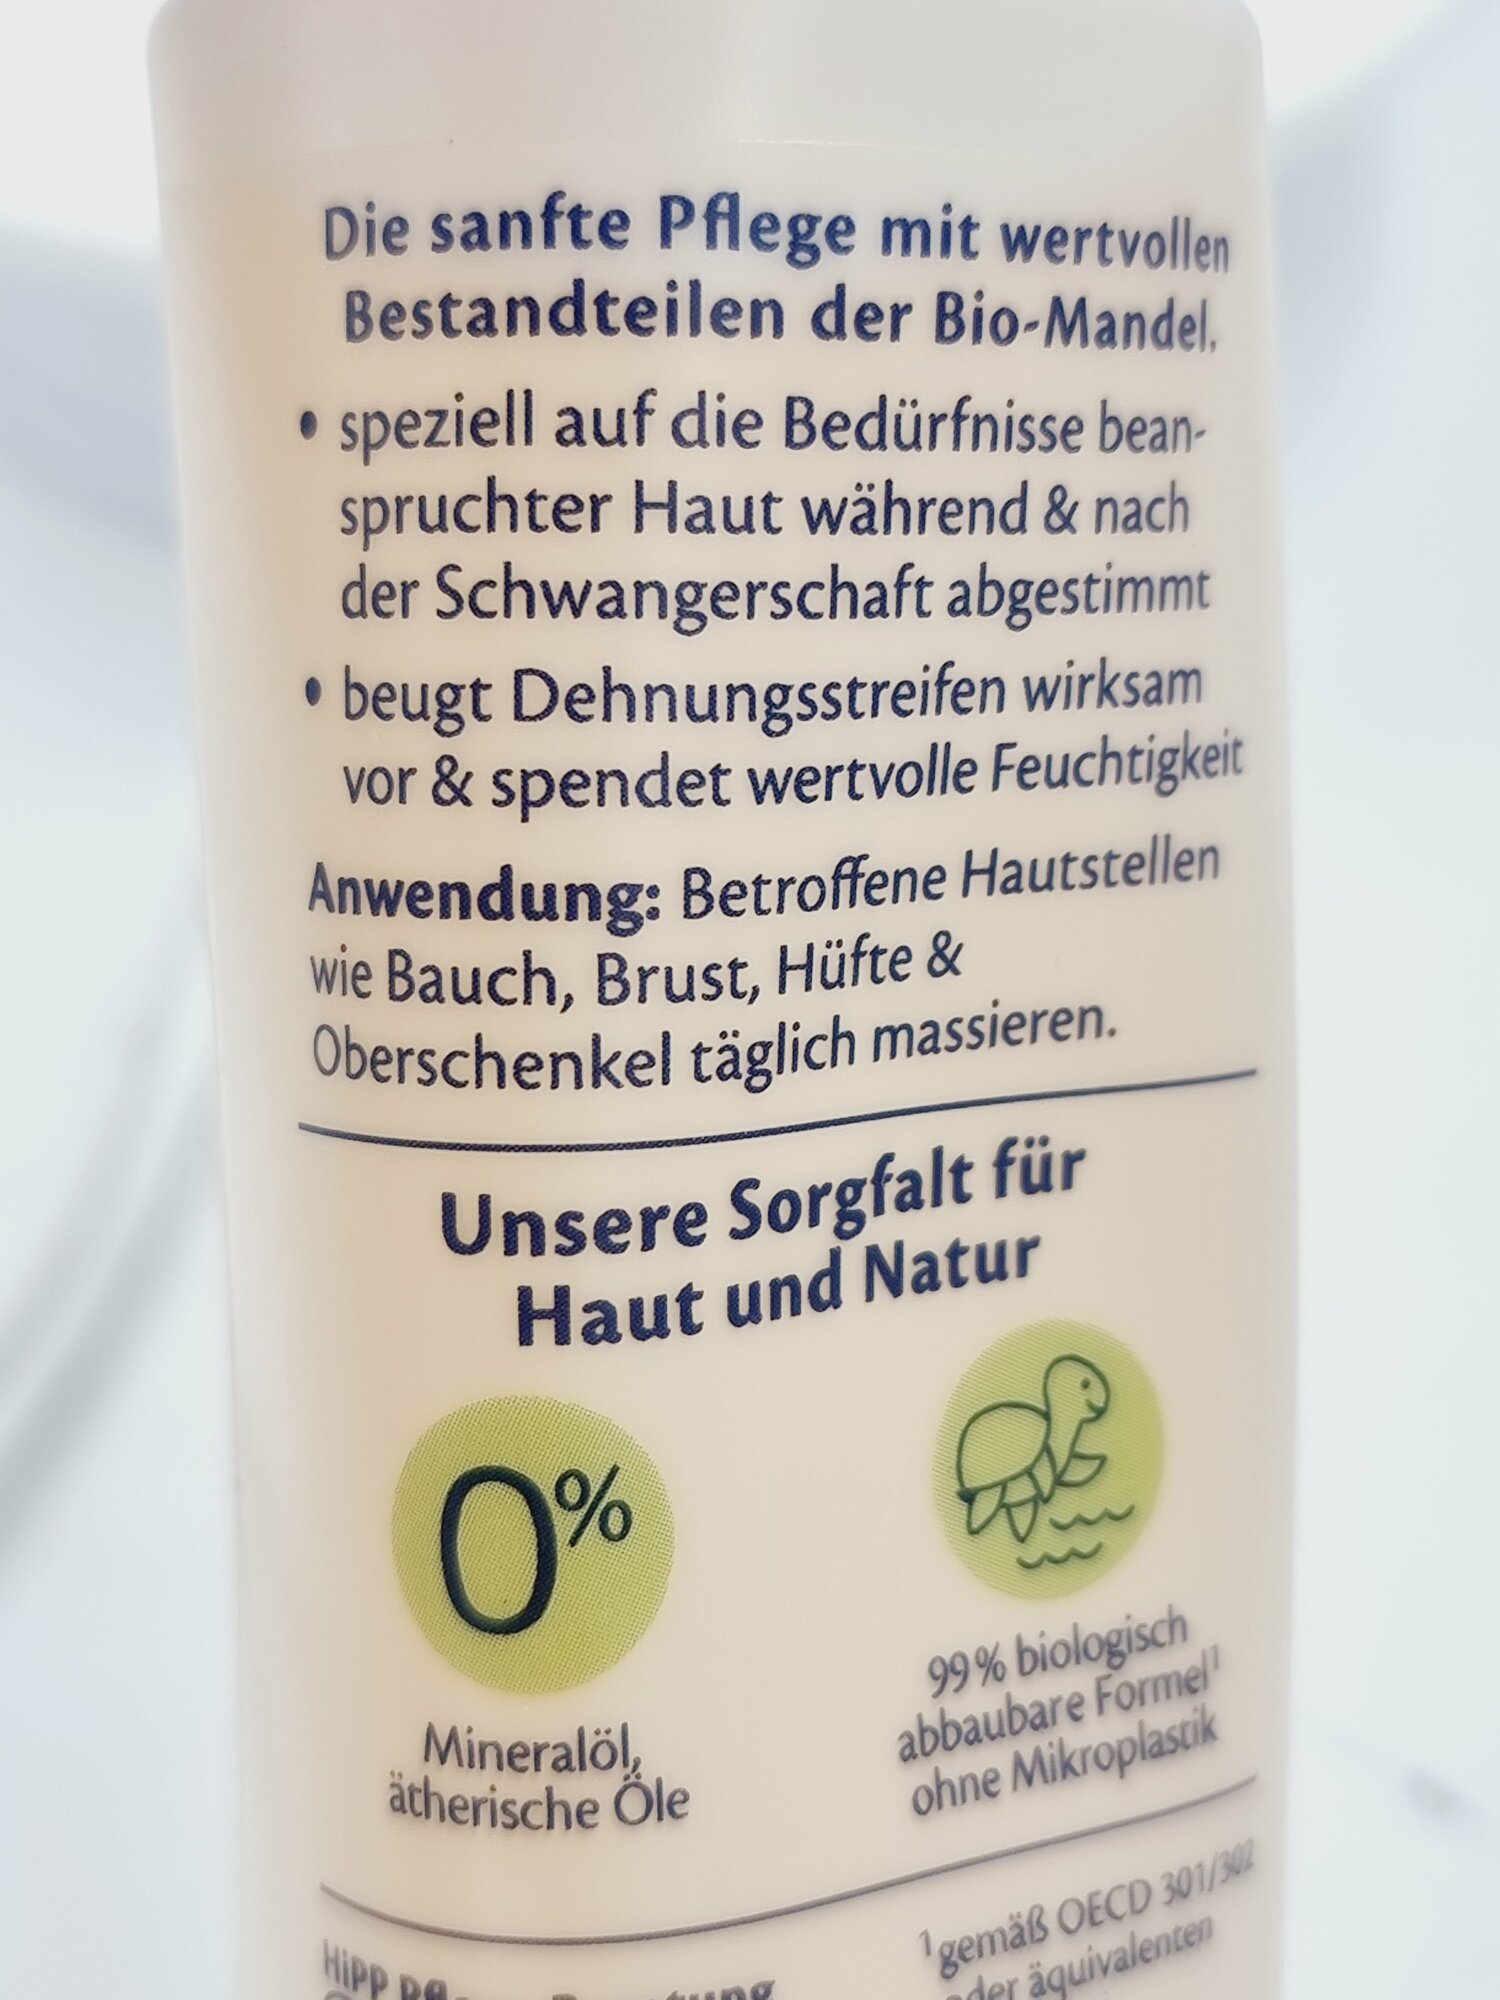 Die sanfte Pflege mit wertvollen
Bestandteilen der Bio-Mandel.
• speziell auf die Bedürfnisse bean-
spruchter Haut während & nach
der Schwangerschaft abgestimmt
• beugt Dehnungsstreifen wirksam
vor & spendet wertvolle Feuchtigkeit
Anwendung: Betroffene Hautstellen
wie Bauch, Brust, Hüfte &
Oberschenkel täglich massieren.
Unsere Sorgfalt für
Haut und Natur
0%
Mineralöl,
ätherische Öle
99% biologisch
abbaubare Formel¹
ohne Mikroplastik
¹gemäß OECD 301/302
oder äquivalenten
HiPP